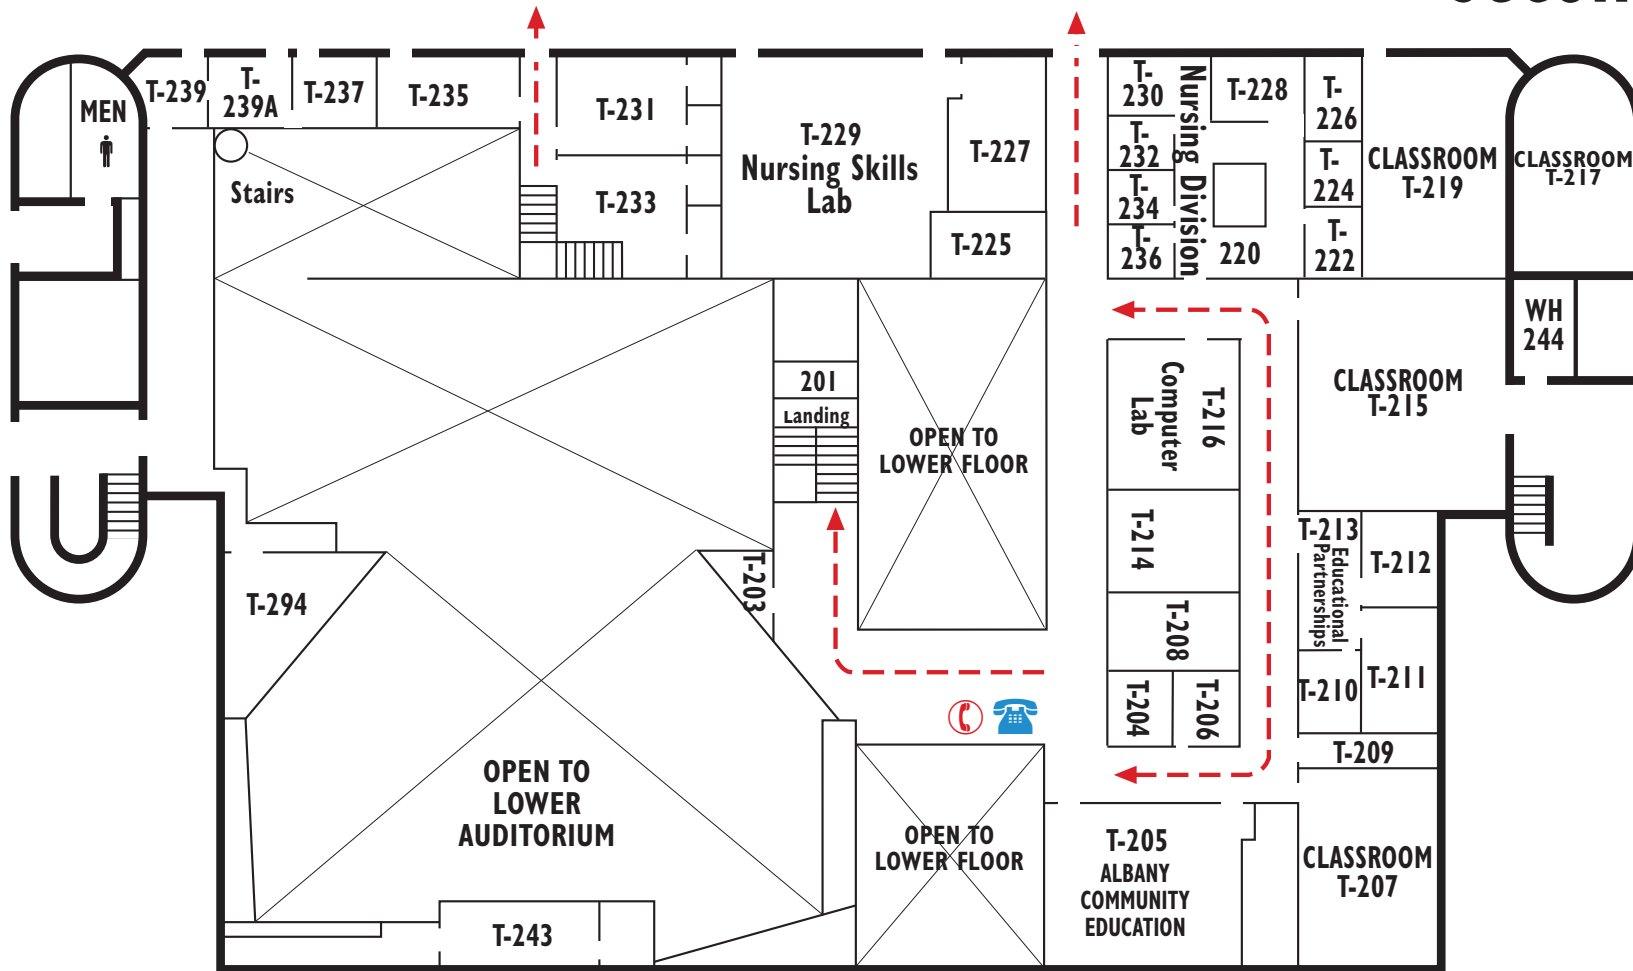 MEN
T-239
T-
239A
T-237
T-235
Stairs
T-231
T-233
T-229
Nursing Skills
Lab
T-227
T-225
T-
230
T-
232
T-
234
T-
236
Nursing Division
T-228
220
T-
226
T-
224
T-
222
CLASSROOM
T-219
CLASSROOM
T-217
WH
244
201
Landing
OPEN TO
LOWER FLOOR
T-216
Computer
Lab
CLASSROOM
T-215
T-214
T-213
Educational
Partnerships
T-212
T-294
T-203
T-208
T-211
T-210
T-204
T-206
T-209
OPEN TO
LOWER
AUDITORIUM
OPEN TO
LOWER FLOOR
T-205
ALBANY
COMMUNITY
EDUCATION
CLASSROOM
T-207
T-243